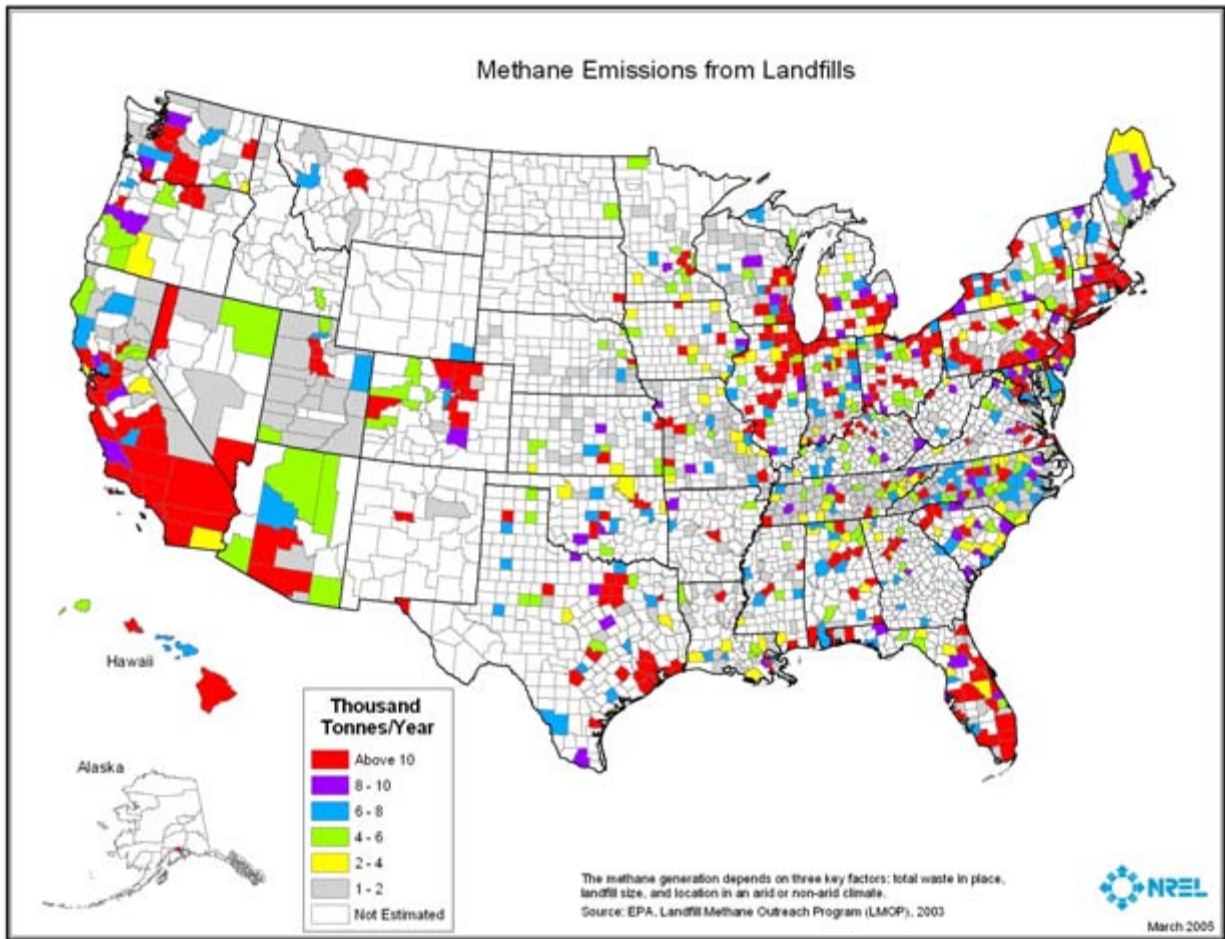 Methane Emissions from Landfills
Hawaii
Alaska
Thousand
Tonnes/Year
Above 10
8 - 10
6 - 8
4 - 6
2 - 4
1 - 2
Not Estimated
The methane generation depends on three key factors: total waste in place,
landfill size, and location in an arid or non-arid climate.
Source: EPA, Landfill Methane Outreach Program (LMOP), 2003
NREL
March 2005